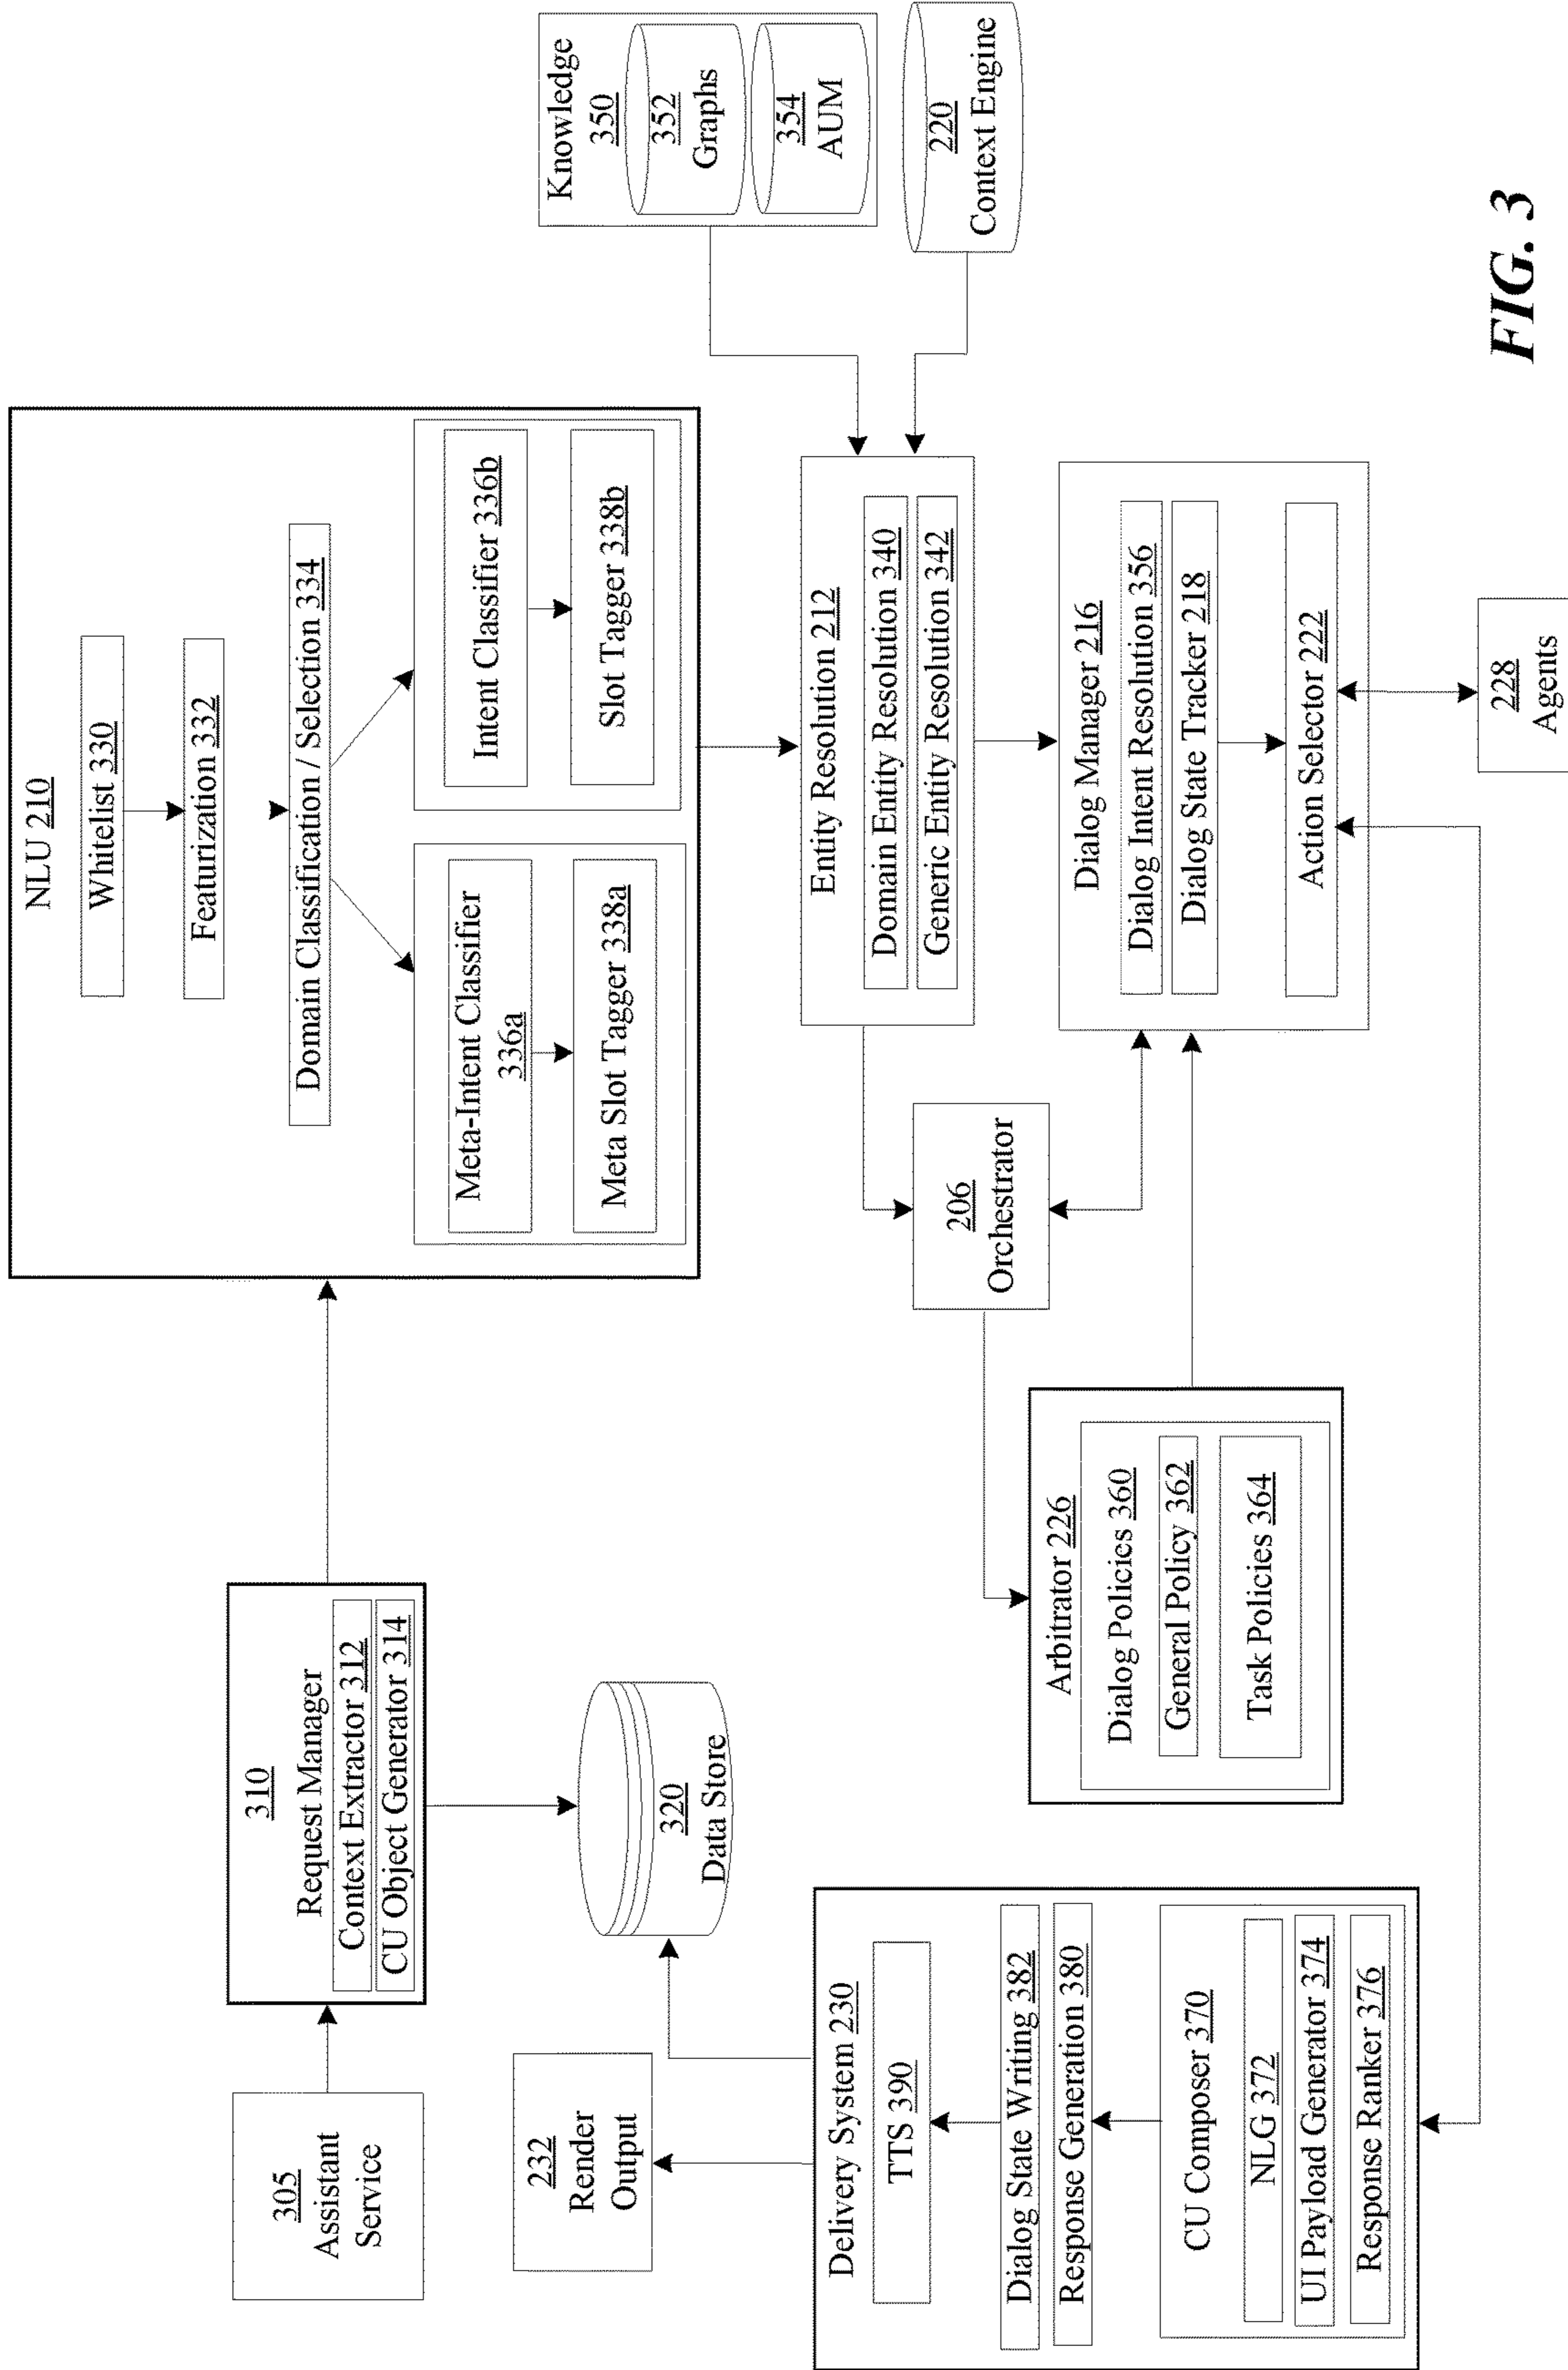 305
Assistant
Service
310
Request Manager
Context Extractor 312
CU Object Generator 314
NLU 210
Whitelist 330
Featurization 332
Domain Classification / Selection 334
Meta-Intent Classifier
336a
Meta Slot Tagger 338a
Intent Classifier 336b
Slot Tagger 338b
Knowledge
350
352
Graphs
354
AUM
220
Context Engine
320
Data Store
232
Render
Output
Entity Resolution 212
Domain Entity Resolution 340
Generic Entity Resolution 342
206
Orchestrator
Delivery System 230
TTS 390
Dialog State Writing 382
Response Generation 380
CU Composer 370
NLG 372
UI Payload Generator 374
Response Ranker 376
Arbitrator 226
Dialog Policies 360
General Policy 362
Task Policies 364
Dialog Manager 216
Dialog Intent Resolution 356
Dialog State Tracker 218
Action Selector 222
228
Agents
FIG. 3